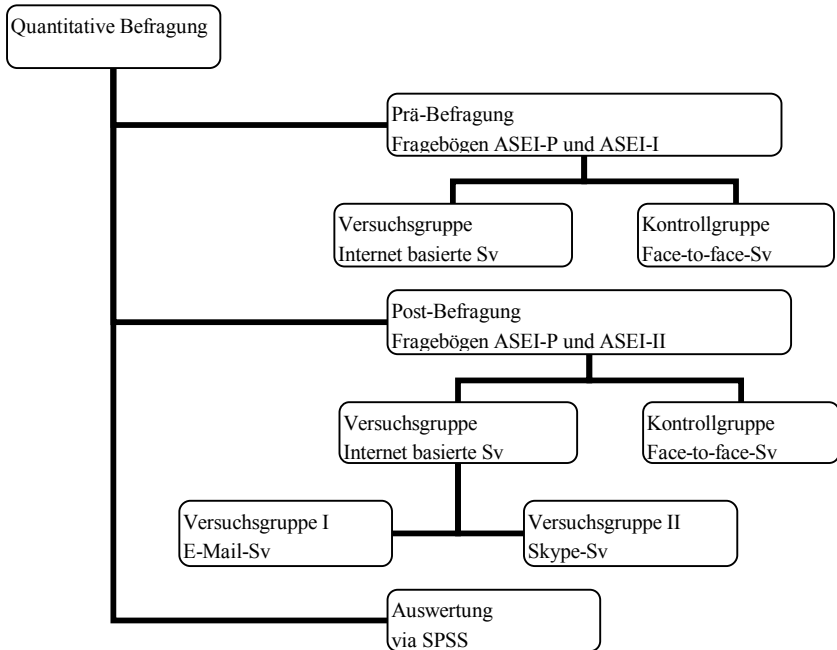 Quantitative Befragung
Prä-Befragung
Fragebögen ASEI-P und ASEI-I
Versuchsgruppe
Internet basierte Sv
Kontrollgruppe
Face-to-face-Sv
Post-Befragung
Fragebögen ASEI-P und ASEI-II
Versuchsgruppe
Internet basierte Sv
Kontrollgruppe
Face-to-face-Sv
Versuchsgruppe I
E-Mail-Sv
Versuchsgruppe II
Skype-Sv
Auswertung
via SPSS